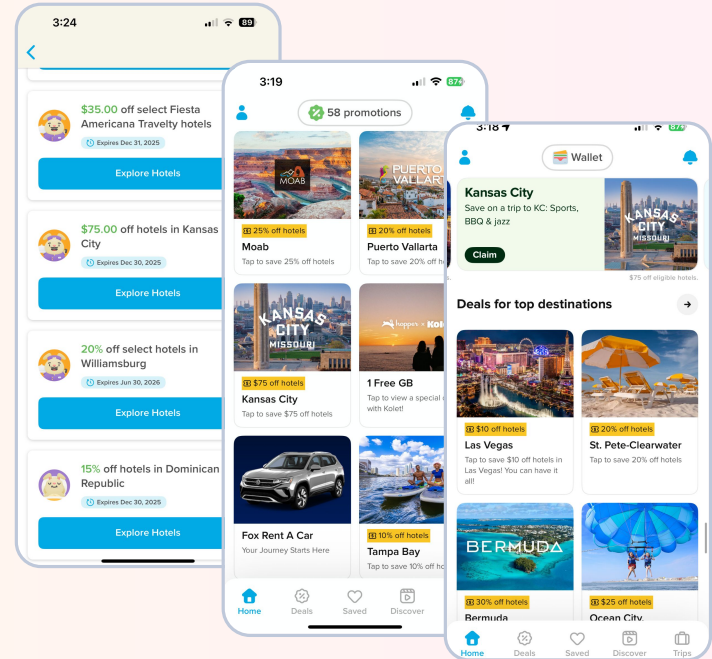 3:24
89
$35.00 off select Fiesta
Americana Travelty hotels
Expires Dec 31, 2025
Explore Hotels
$75.00 off hotels in Kansas
City
Expires Dec 30, 2025
Explore Hotels
20% off select hotels in
Williamsburg
Expires Jun 30, 2026
Explore Hotels
15% off hotels in Dominican
Republic
Expires Dec 30, 2025
Explore Hotels
3:19
87
58 promotions
MOAB
PUERTO
VALLART
25% off hotels
20% off hotels
Moab
Puerto Vallarta
Tap to save 25% off hotels
Tap to save 20% off h
KANSAS
CITY
MISSOURI
hopper × Kol
$75 off hotels
Kansas City
1 Free GB
Tap to save $75 off hotels
Tap to view a special
with Kolet!
Fox Rent A Car
Your Journey Starts Here
10% off hotels
Tampa Bay
Tap to save 10% off ho
Home
Deals
Saved
Discover
3:18
87
Wallet
Kansas City
Save on a trip to KC: Sports,
BBQ & jazz
Claim
KANSAS
CITY
MISSOURI
s.
$75 off eligible hotels.
Deals for top destinations
$10 off hotels
20% off hotels
Las Vegas
St. Pete-Clearwater
Tap to save $10 off hotels in
Las Vegas! You can have it
all!
Tap to save 20% off hotels
BERMUDA
30% off hotels
$25 off hotels
Bermuda
Ocean City,
Home
Deals
Saved
Discover
Trips